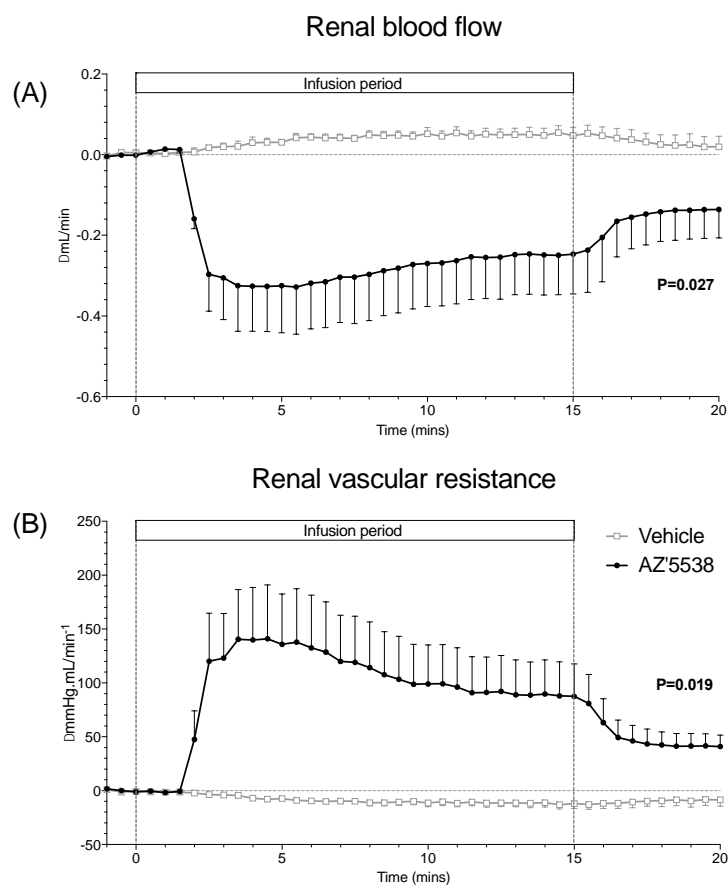 Renal blood flow
(A)
Infusion period
0.2
0.0
-0.2
-0.4
-0.6
DmL/min
P=0.027
0
5
10
15
20
Time (mins)
Renal vascular resistance
(B)
Infusion period
250
200
150
100
50
0
-50
DmmHg.mL/min⁻¹
Vehicle
AZ'5538
P=0.019
0
5
10
15
20
Time (mins)